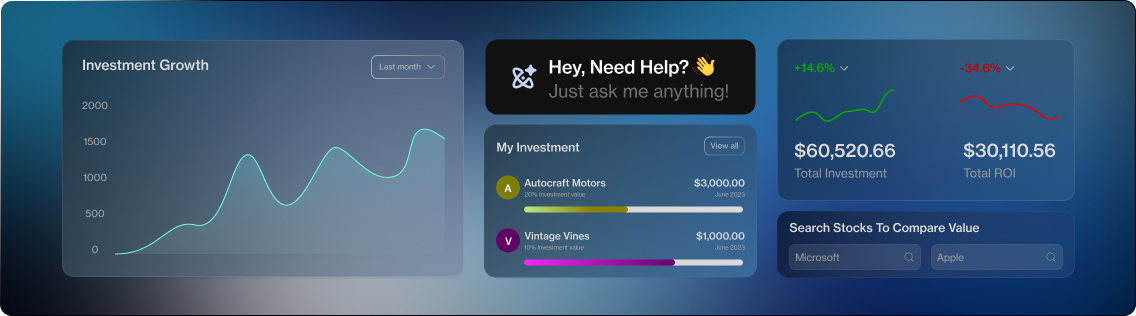 Investment Growth
Last month
2000
1500
1000
500
0
Hey, Need Help? 👋
Just ask me anything!
My Investment
View all
A
Autocraft Motors
$3,000.00
20% Investment value
June 2023
V
Vintage Vines
$1,000.00
10% Investment value
June 2023
+14.6%
-34.6%
$60,520.66
$30,110.56
Total Investment
Total ROI
Search Stocks To Compare Value
Microsoft
Apple